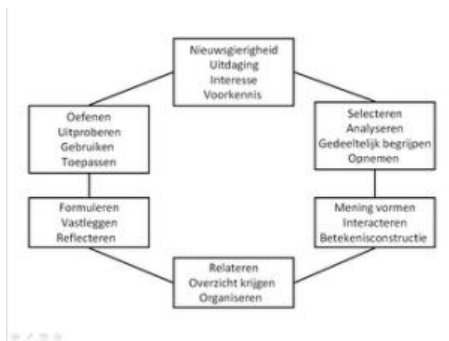 Nieuwsgierigheid
Uitdaging
Interesse
Voorkennis
Selecteren
Analyseren
Gedeeltelijk begrijpen
Opnemen
Mening vormen
Interacteren
Betekenisconstructie
Relateren
Overzicht krijgen
Organiseren
Formuleren
Vastleggen
Reflecteren
Oefenen
Uitproberen
Gebruiken
Toepassen